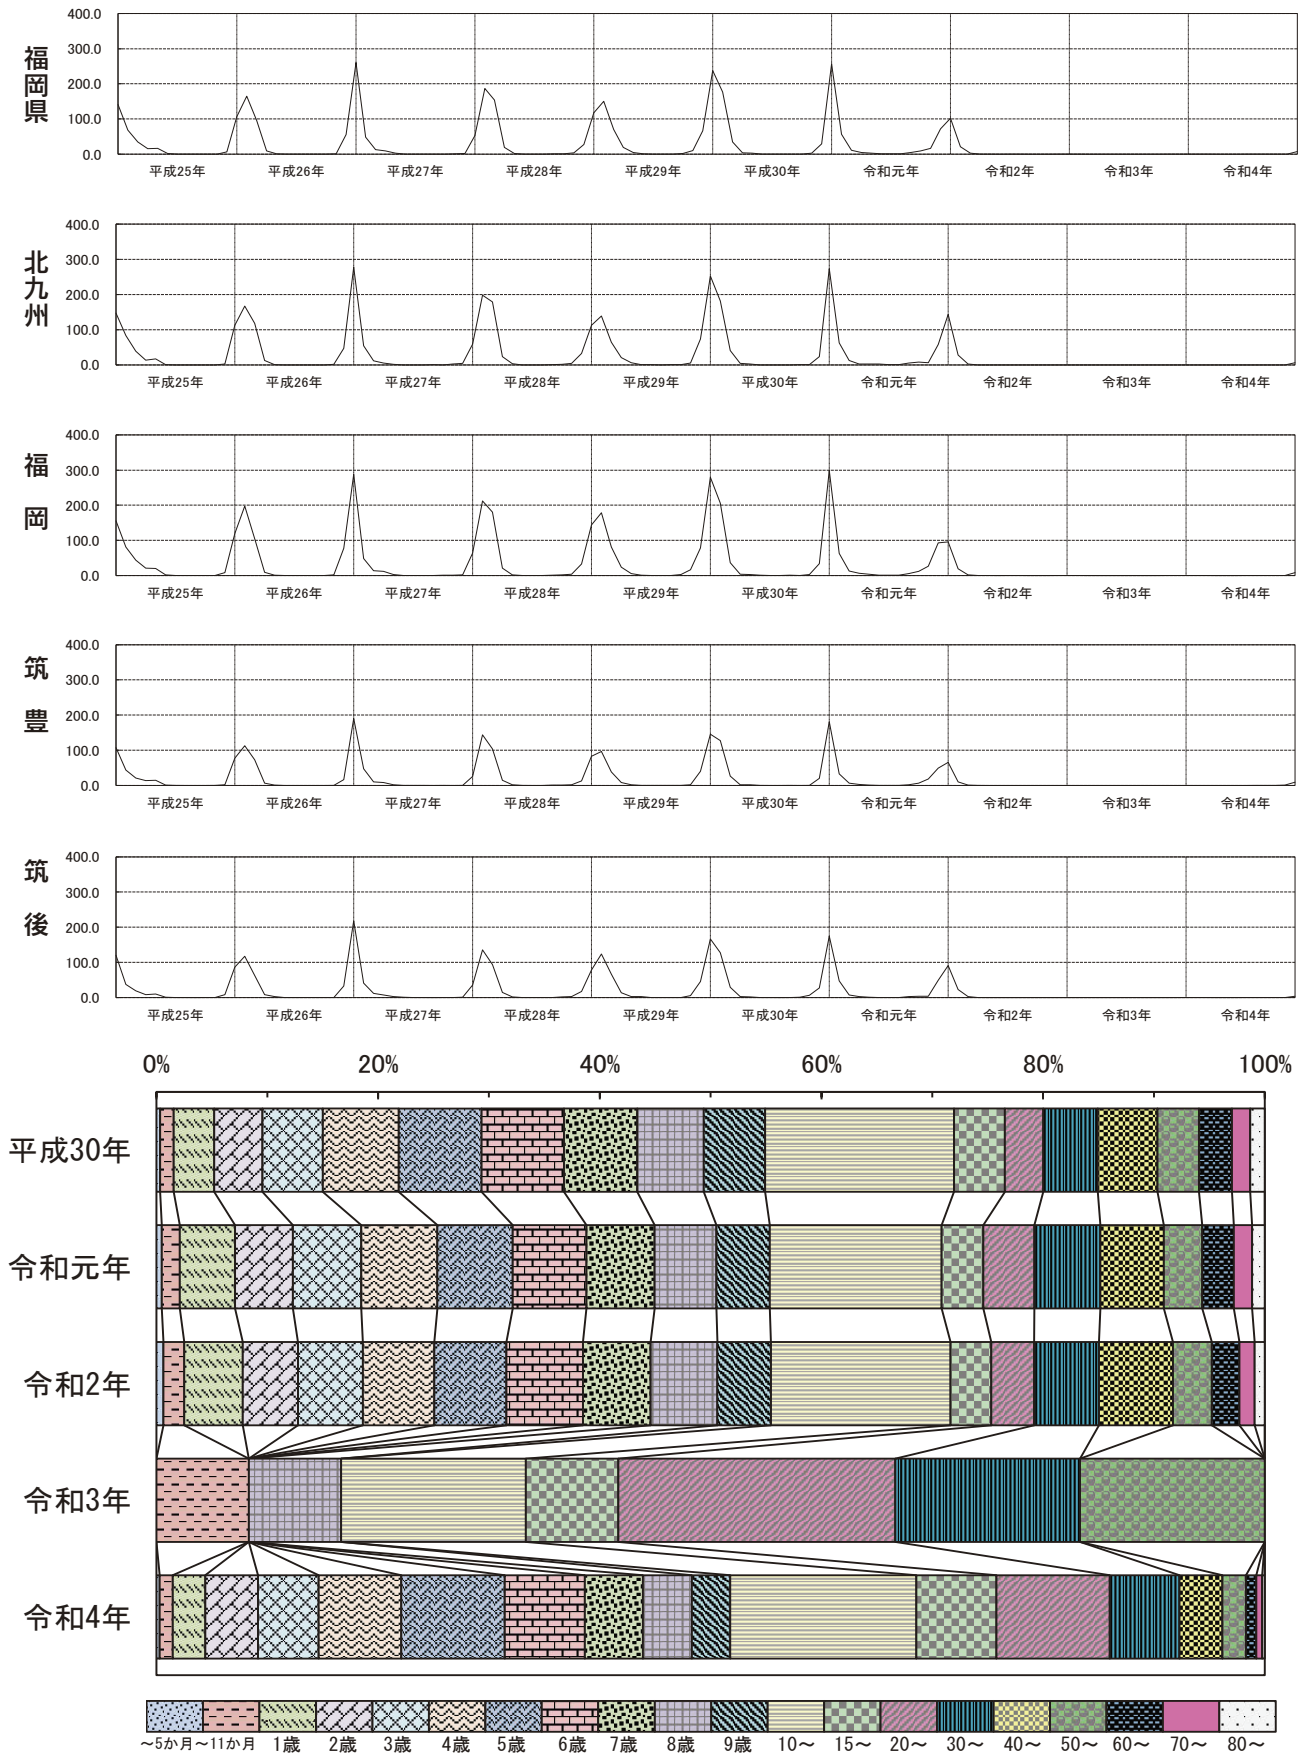 福岡県
400.0
300.0
200.0
100.0
0.0
平成25年 平成26年 平成27年 平成28年 平成29年 平成30年 令和元年 令和2年 令和3年 令和4年
北九州
400.0
300.0
200.0
100.0
0.0
平成25年 平成26年 平成27年 平成28年 平成29年 平成30年 令和元年 令和2年 令和3年 令和4年
福岡
400.0
300.0
200.0
100.0
0.0
平成25年 平成26年 平成27年 平成28年 平成29年 平成30年 令和元年 令和2年 令和3年 令和4年
筑豊
400.0
300.0
200.0
100.0
0.0
平成25年 平成26年 平成27年 平成28年 平成29年 平成30年 令和元年 令和2年 令和3年 令和4年
筑後
400.0
300.0
200.0
100.0
0.0
平成25年 平成26年 平成27年 平成28年 平成29年 平成30年 令和元年 令和2年 令和3年 令和4年
0% 20% 40% 60% 80% 100%
平成30年
令和元年
令和2年
令和3年
令和4年
～5か月 ～11か月 1歳 2歳 3歳 4歳 5歳 6歳 7歳 8歳 9歳 10～ 15～ 20～ 30～ 40～ 50～ 60～ 70～ 80～